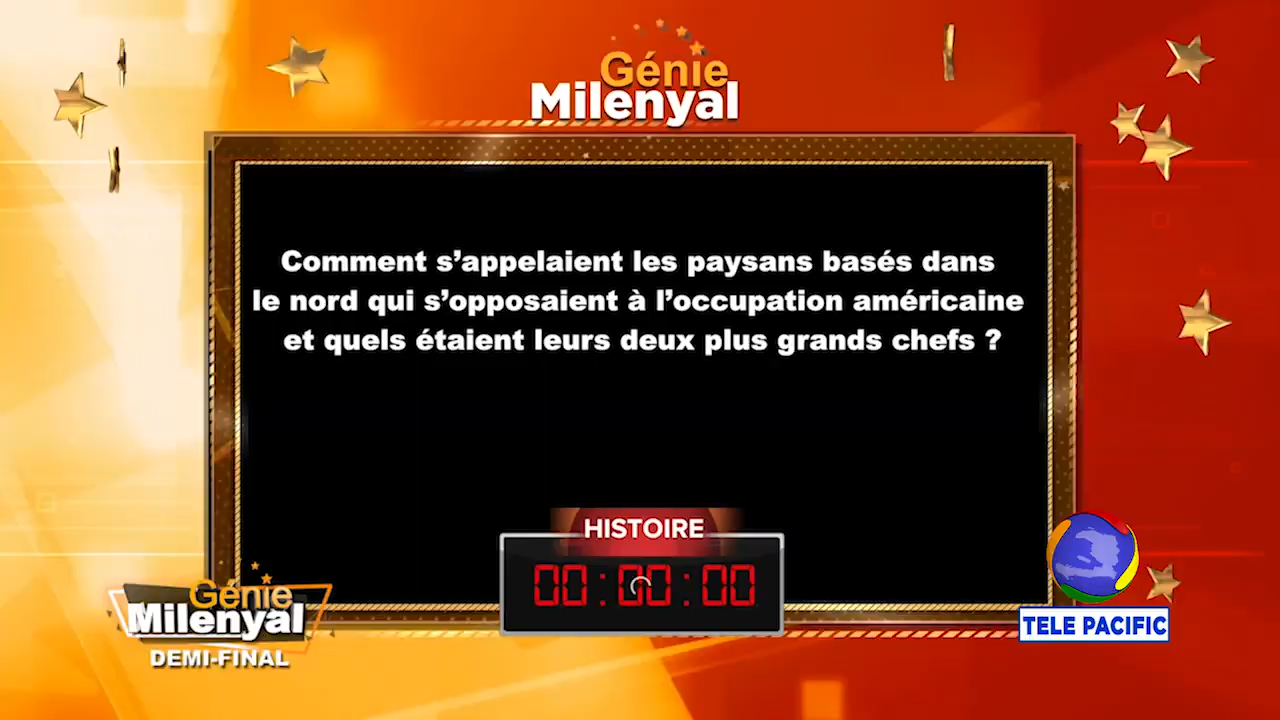 Génie
Milenyal
Comment s’appelaient les paysans basés dans
le nord qui s’opposaient à l’occupation américaine
et quels étaient leurs deux plus grands chefs ?
HISTOIRE
00:00:00
Génie
Milenyal
DEMI-FINAL
TELE PACIFIC